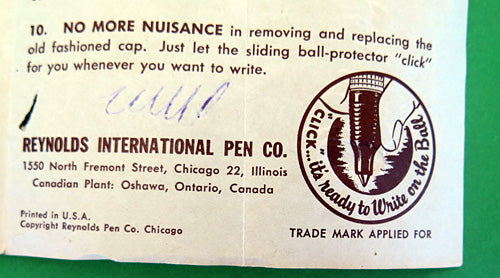 10. NO MORE NUISANCE in removing and replacing the
old fashioned cap. Just let the sliding ball-protector "click"
for you whenever you want to write.
REYNOLDS INTERNATIONAL PEN CO.
1550 North Fremont Street, Chicago 22, Illinois
Canadian Plant: Oshawa, Ontario, Canada
Printed in U.S.A.
Copyright Reynolds Pen Co. Chicago
"CLICK"...it's ready to Write on the Ball
TRADE MARK APPLIED FOR